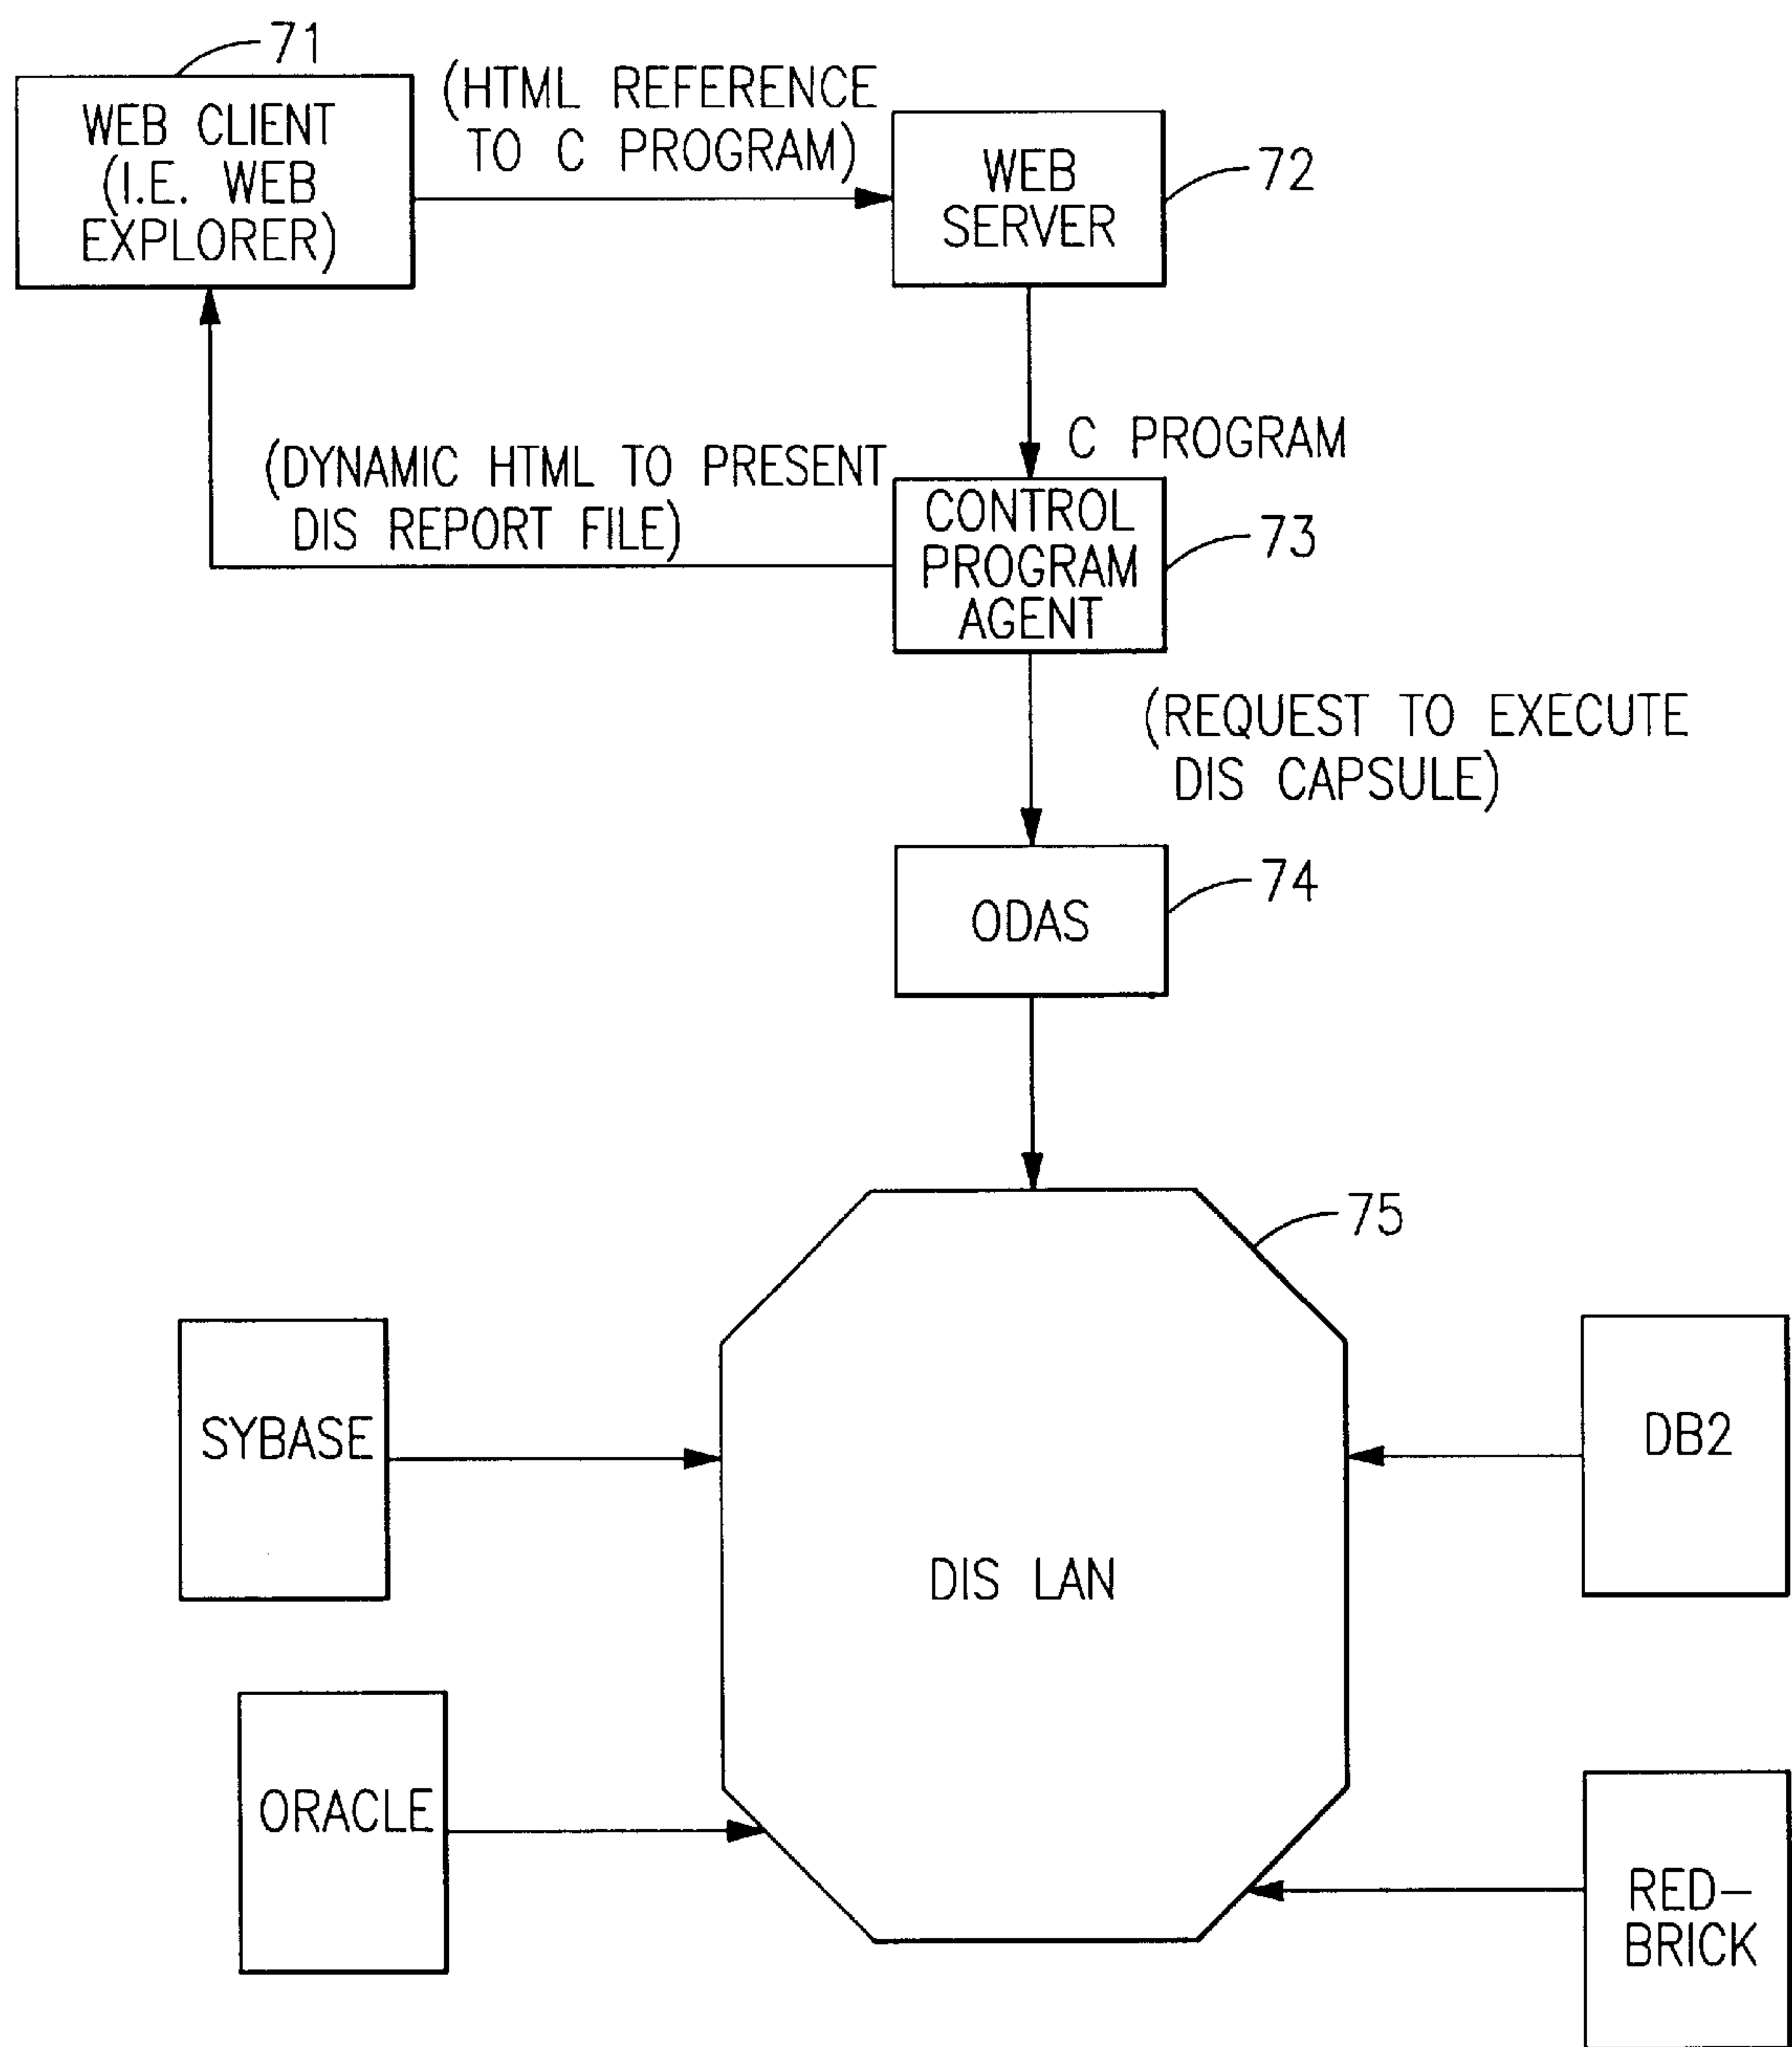 71
WEB CLIENT
(I.E. WEB
EXPLORER)
(HTML REFERENCE
TO C PROGRAM)
WEB
SERVER
72
C PROGRAM
(DYNAMIC HTML TO PRESENT
DIS REPORT FILE)
CONTROL
PROGRAM
AGENT
73
(REQUEST TO EXECUTE
DIS CAPSULE)
ODAS
74
75
SYBASE
DB2
DIS LAN
ORACLE
RED-
BRICK